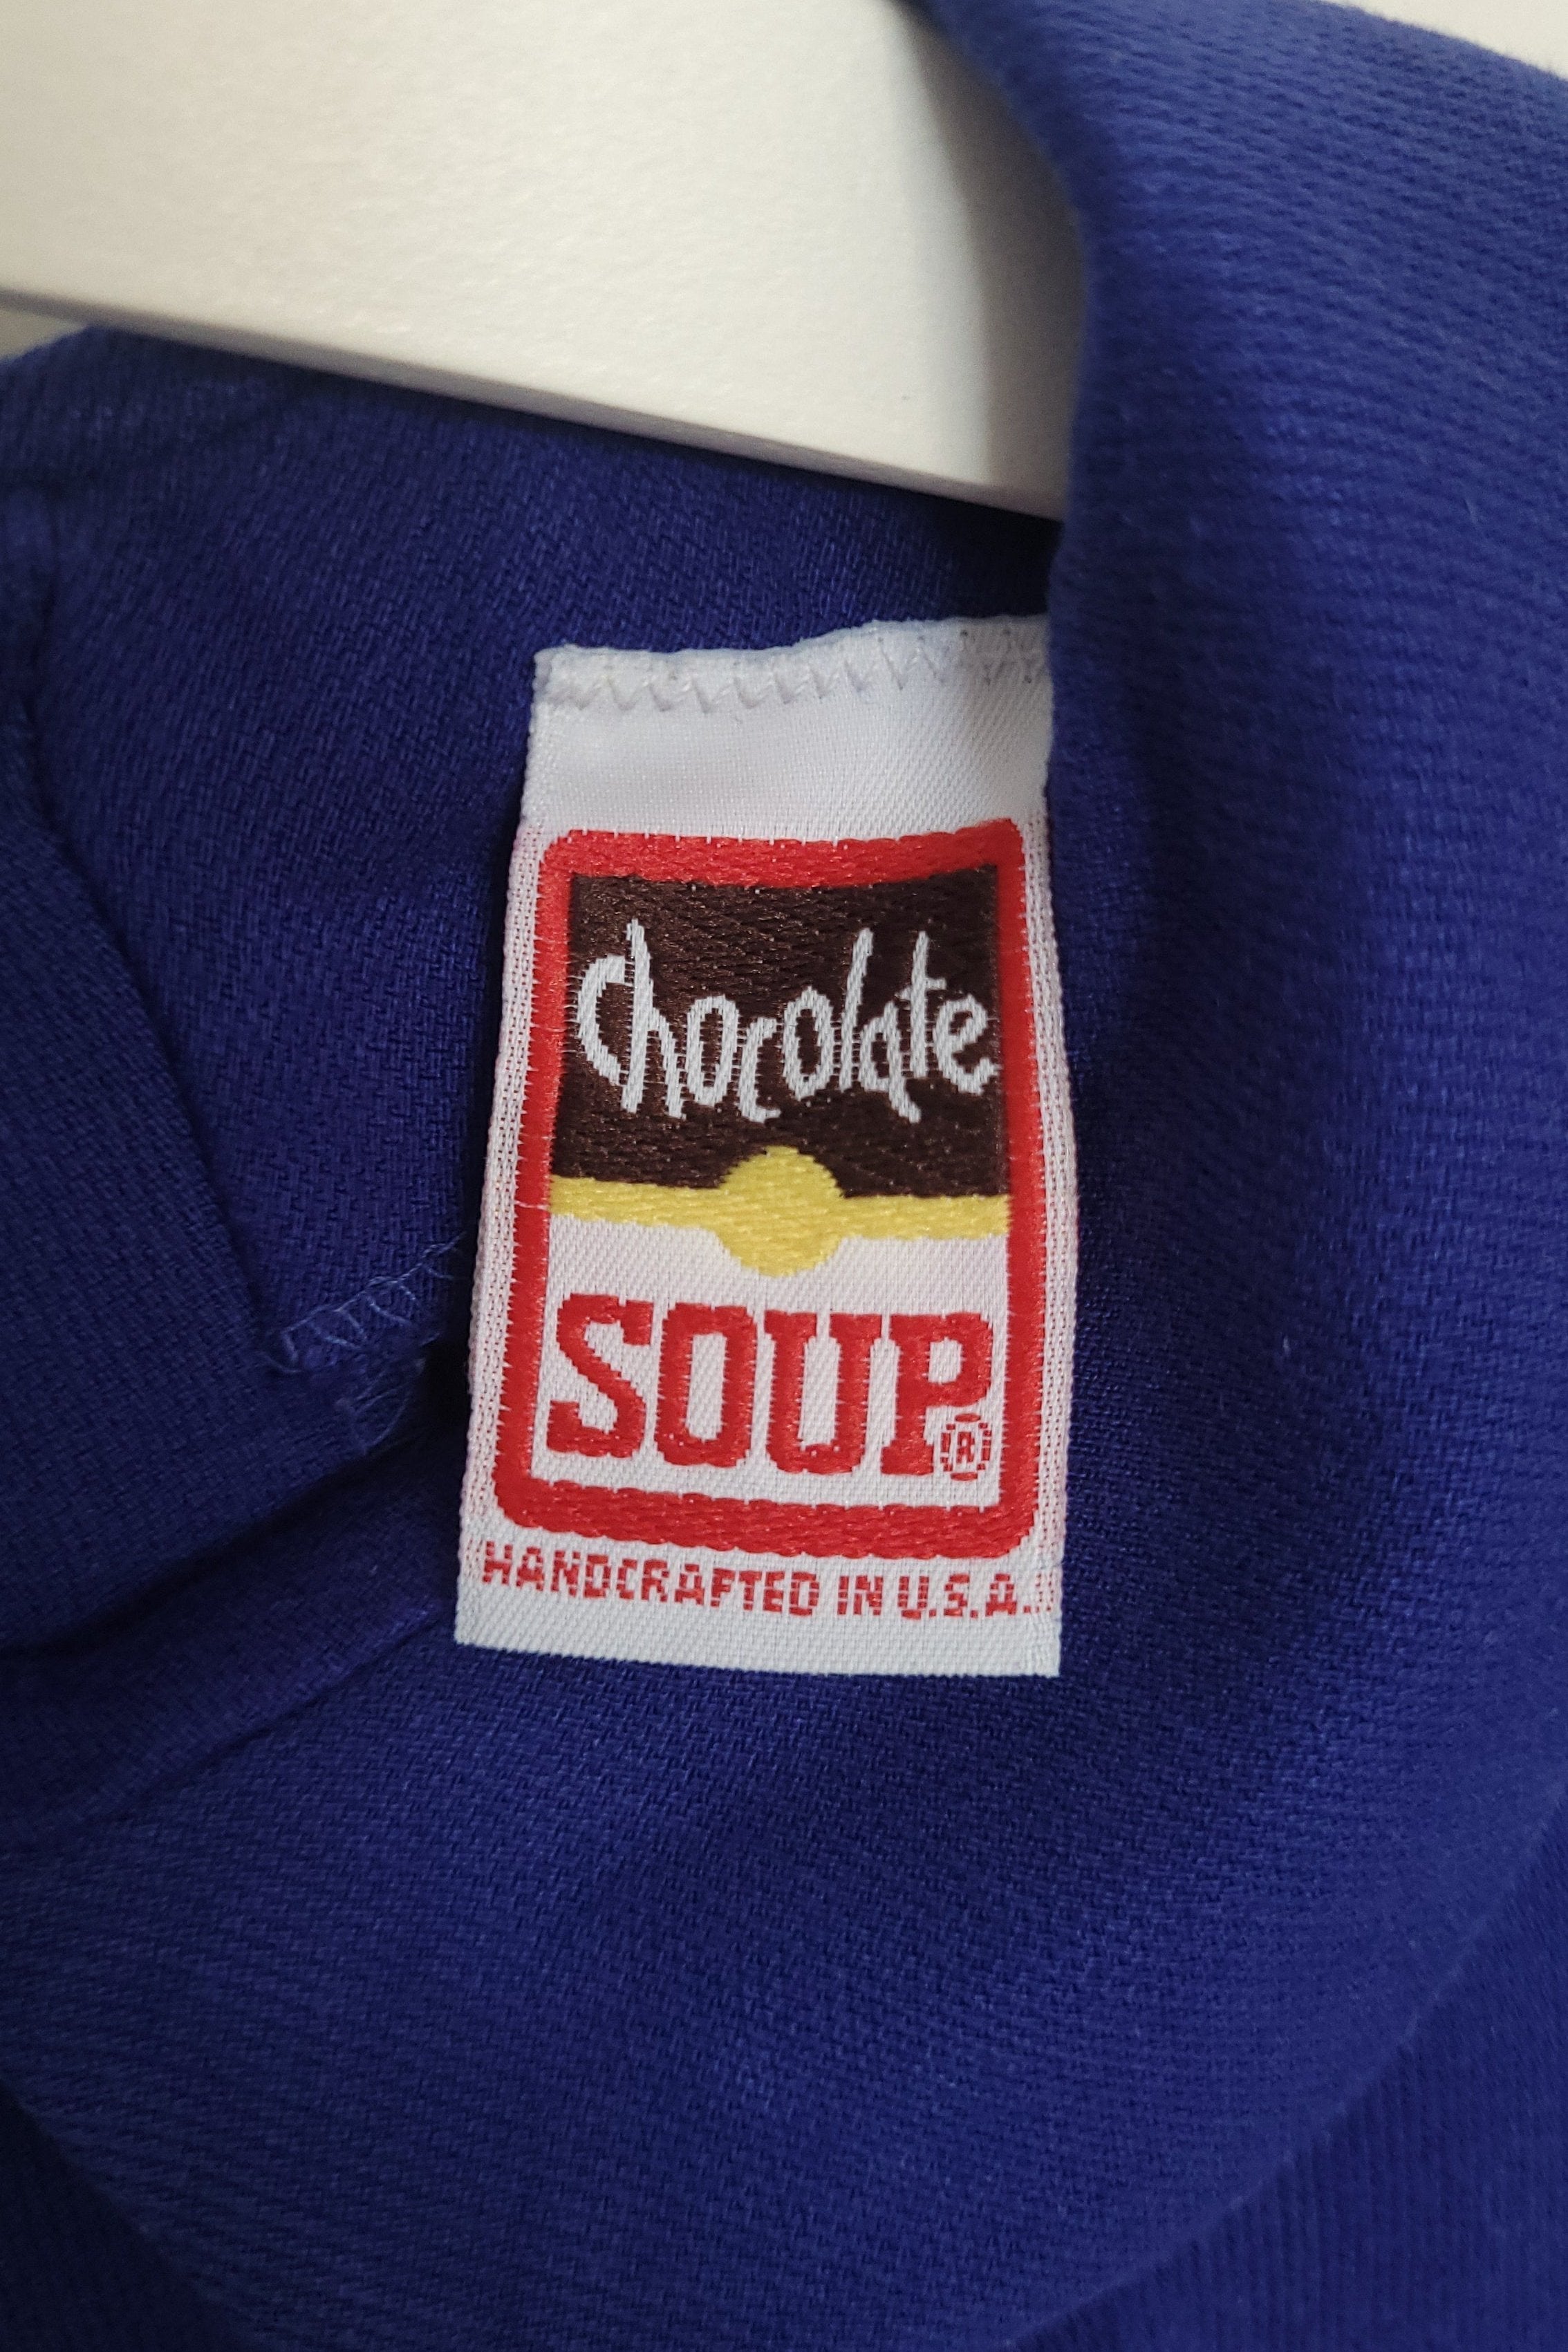 chocolate
SOUP®
HANDCRAFTED IN U.S.A.